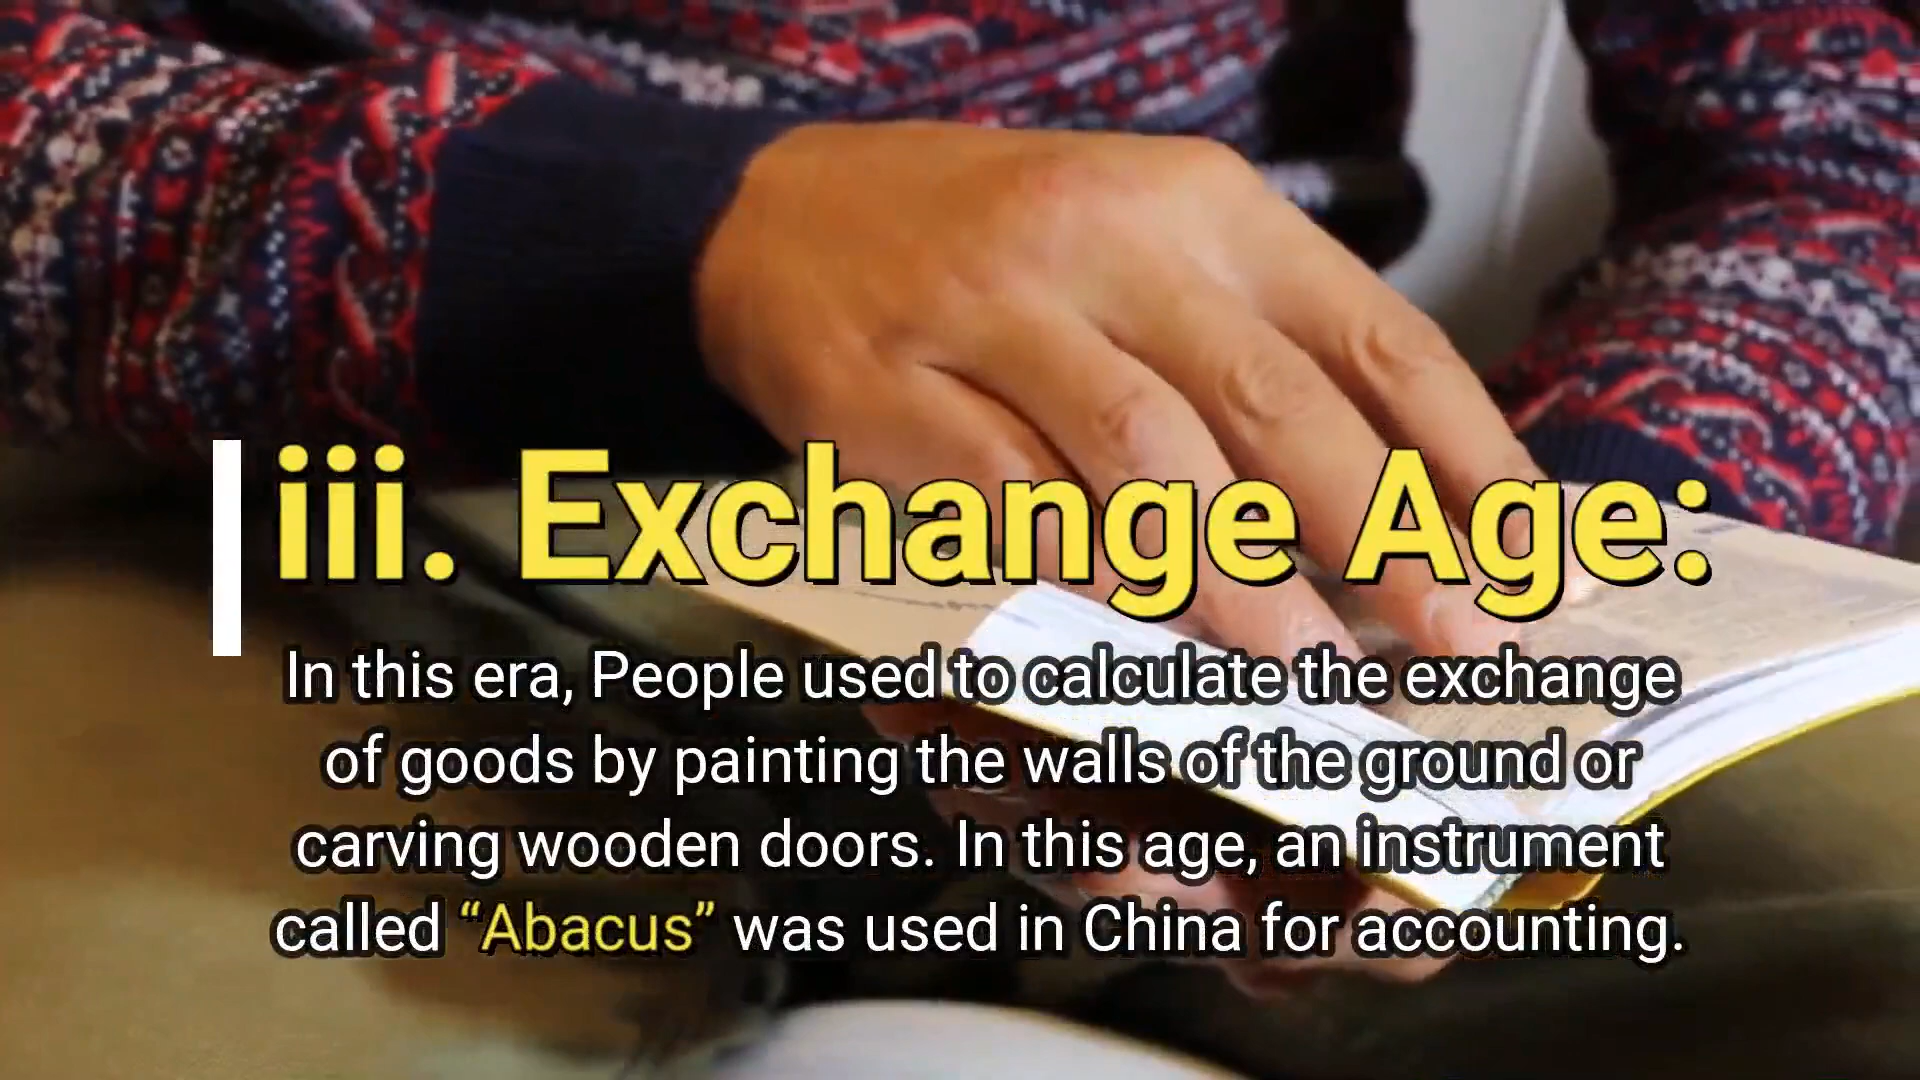 iii. Exchange Age:
In this era, People used to calculate the exchange
of goods by painting the walls of the ground or
carving wooden doors. In this age, an instrument
called “Abacus” was used in China for accounting.